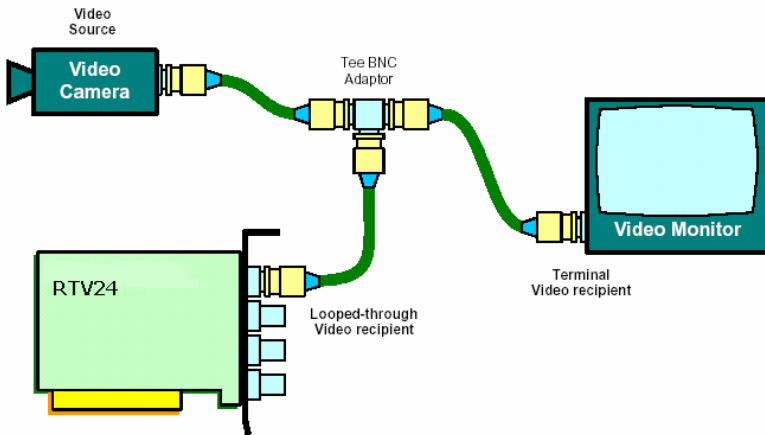 Video
Source
Video
Camera
Tee BNC
Adaptor
Video Monitor
Terminal
Video recipient
RTV24
Looped-through
Video recipient